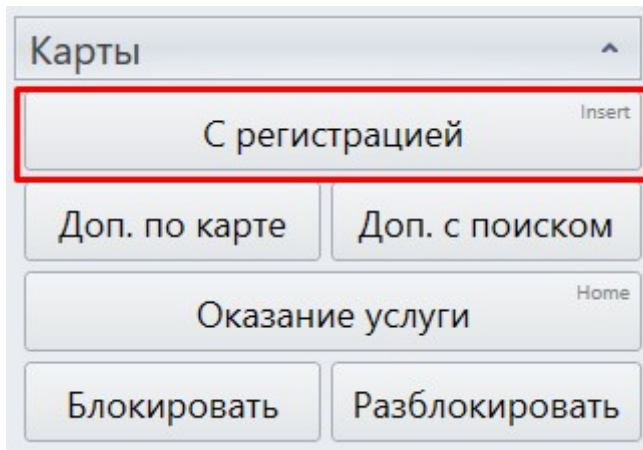 Карты
С регистрацией Insert
Доп. по карте Доп. с поиском
Оказание услуги Home
Блокировать Разблокировать